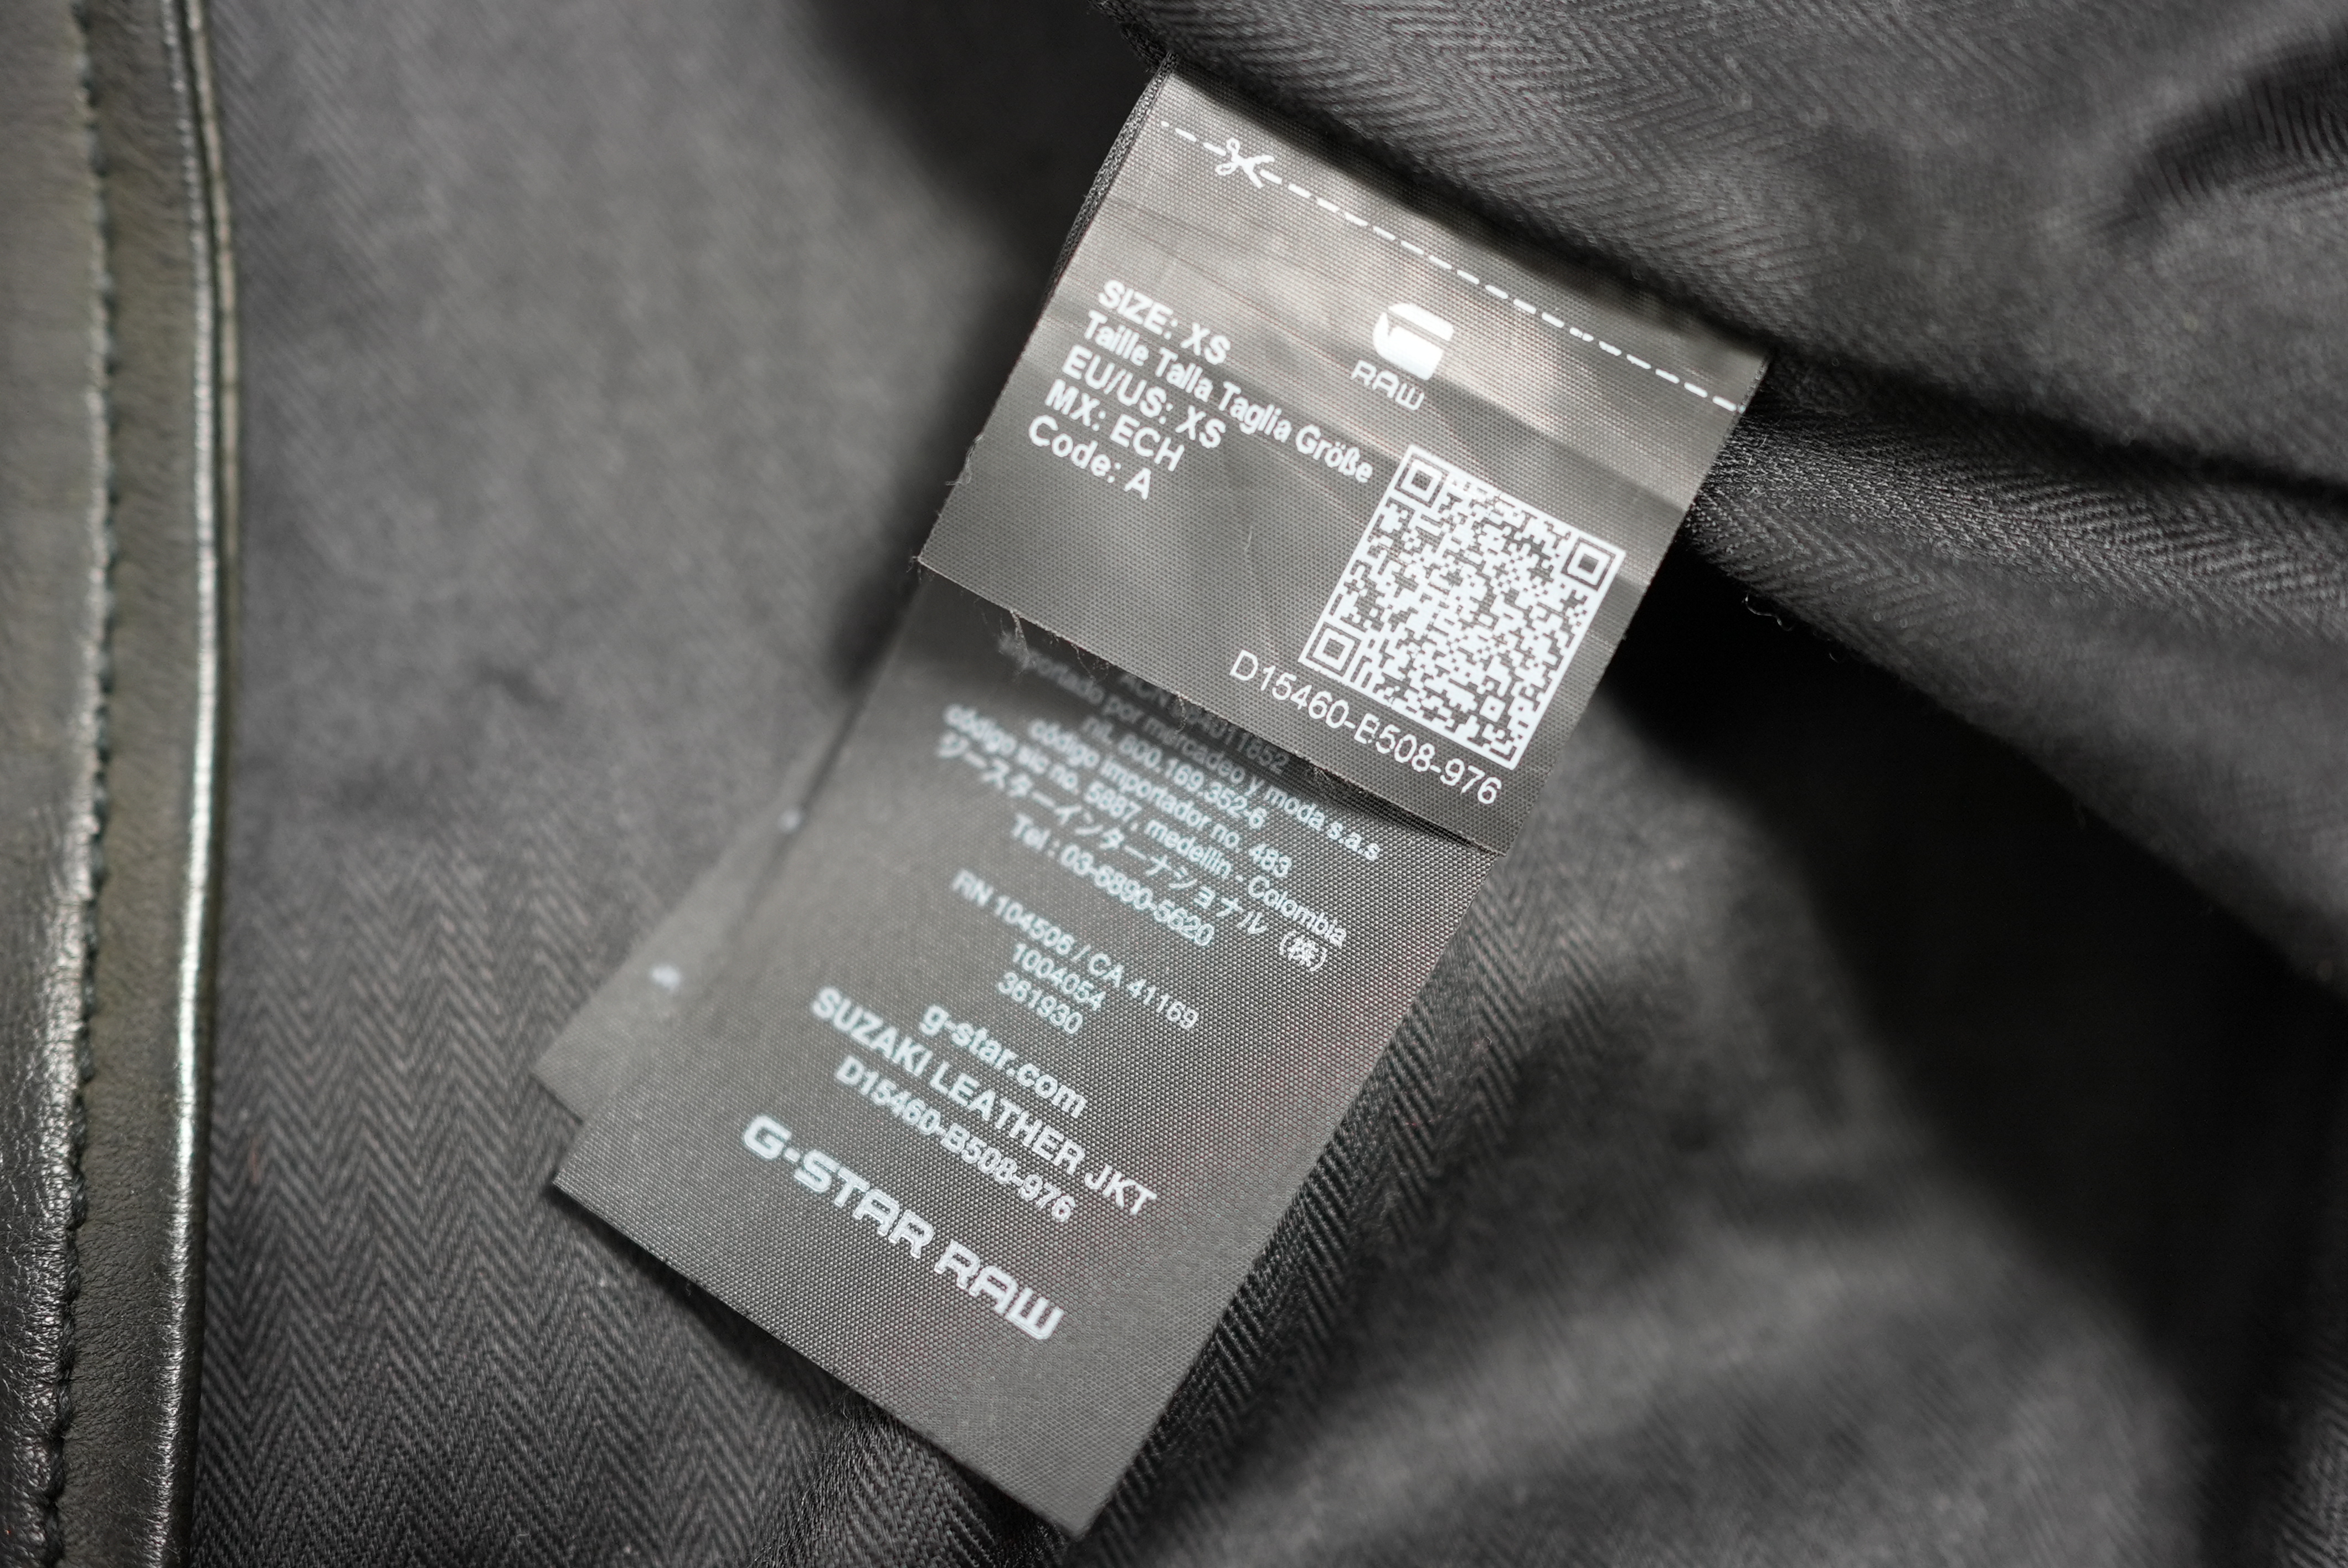 RAW
SIZE: XS
Taille Talla Taglia Größe
EU/US: XS
MX: ECH
Code: A
D15460-B508-976
importado por mercadeo y moda s.a.s
nit. 800.169.352-6
código importador no. 483
código sic no. 5887, medellin - Colombia
ジースターインターナショナル（株）
Tel : 03-6890-5620
RN 104506 / CA 41169
1004054
361930
g-star.com
SUZAKI LEATHER JKT
D15460-B508-976
G-STAR RAW